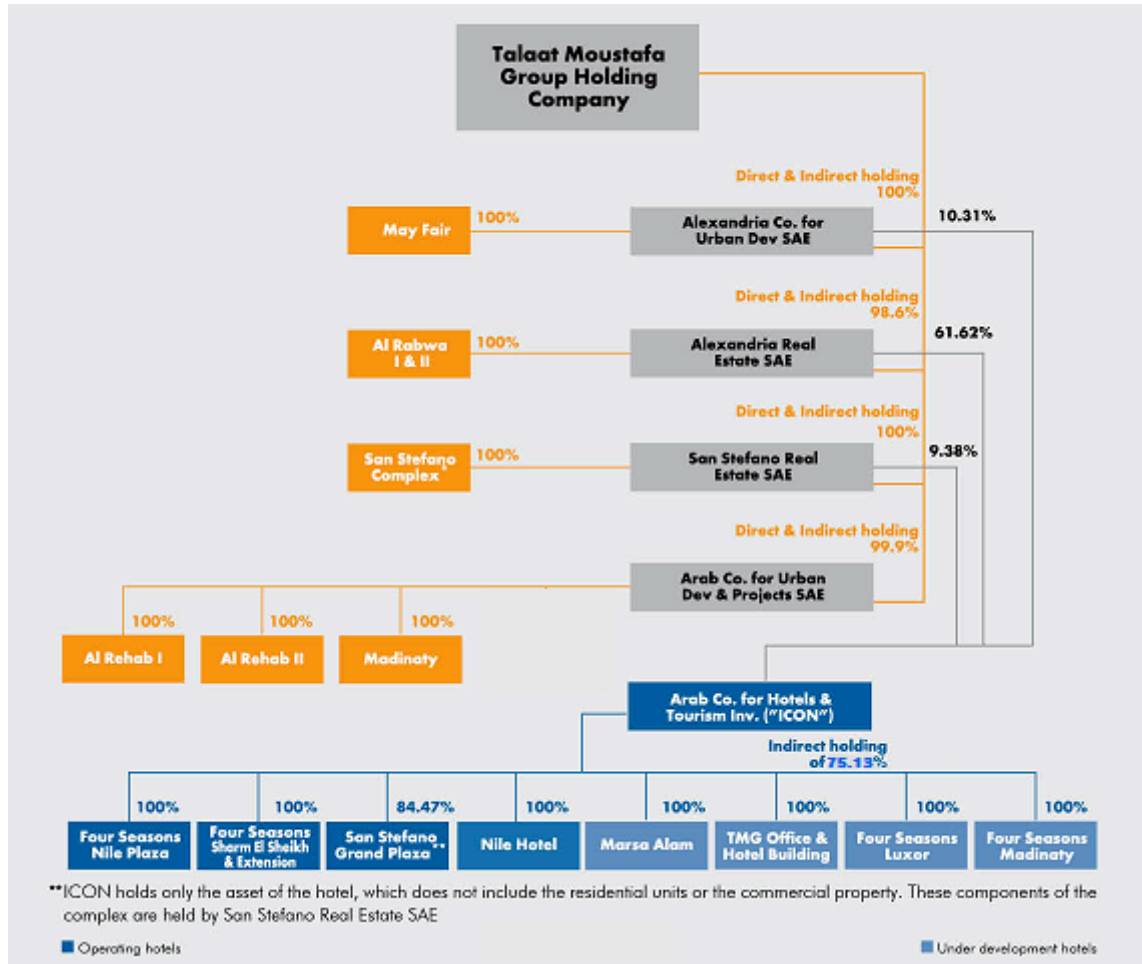 Talaat Moustafa
Group Holding
Company
Direct & Indirect holding
100%
10.31%
May Fair
100%
Alexandria Co. for
Urban Dev SAE
Direct & Indirect holding
98.6%
61.62%
Al Rabwa
I & II
100%
Alexandria Real
Estate SAE
Direct & Indirect holding
100%
9.38%
San Stefano
Complex*
100%
San Stefano Real
Estate SAE
Direct & Indirect holding
99.9%
Arab Co. for Urban
Dev & Projects SAE
100%
100%
100%
Al Rehab I
Al Rehab II
Madinaty
Arab Co. for Hotels &
Tourism Inv. ("ICON")
Indirect holding
of 75.13%
100%
100%
84.47%
100%
100%
100%
100%
100%
Four Seasons
Nile Plaza
Four Seasons
Sharm El Sheikh
& Extension
San Stefano
Grand Plaza**
Nile Hotel
Marsa Alam
TMG Office &
Hotel Building
Four Seasons
Luxor
Four Seasons
Madinaty
**ICON holds only the asset of the hotel, which does not include the residential units or the commercial property. These components of the
complex are held by San Stefano Real Estate SAE
Operating hotels
Under development hotels